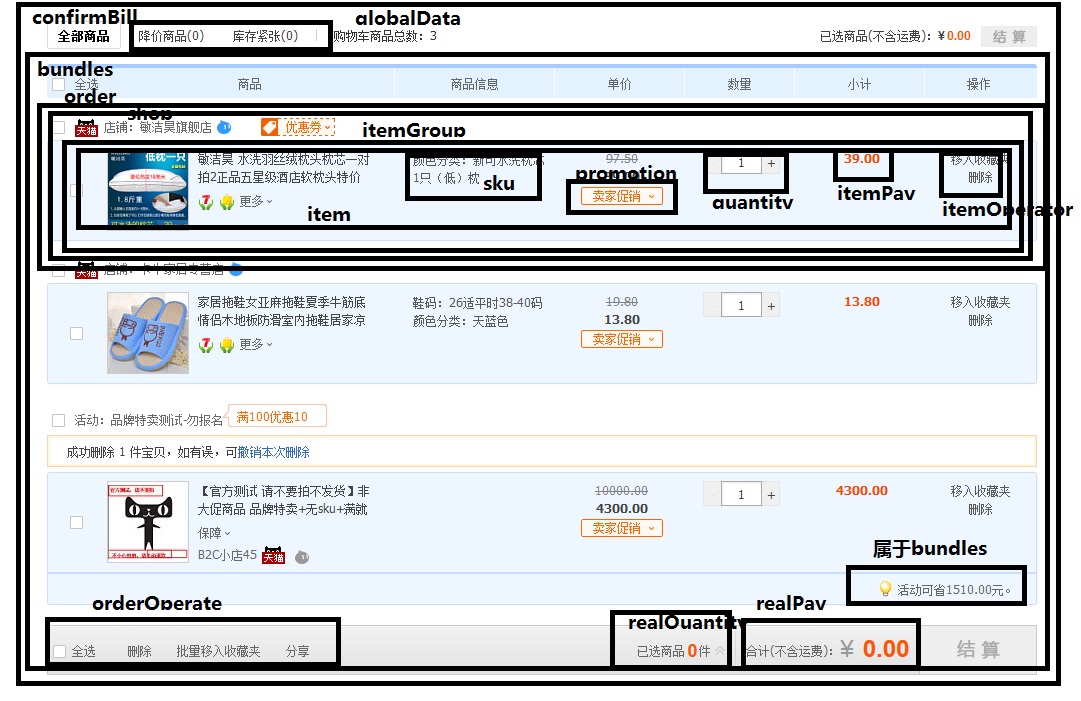 confirmBill
globalData
全部商品 降价商品(0) 库存紧张(0) 购物车商品总数：3 已选商品(不含运费)：¥0.00 结 算
bundles
全选 商品 商品信息 单价 数量 小计 操作
order
shop
天猫 店铺：敏洁昊旗舰店 优惠券 itemGroup
敏洁昊 水洗羽丝绒枕头枕芯一对 颜色分类：新可水洗枕芯 97.50 1 + 39.00 移入收藏夹
拍2正品五星级酒店软枕头特价 1只（低）枕 sku promotion 删除
低枕一只
1.8斤重
更多 卖家促销 quantity itemPay itemOperator
item
天猫 店铺：卡牛家居专营店
家居拖鞋女亚麻拖鞋夏季牛筋底 鞋码：26适平时38-40码 19.80 1 + 13.80 移入收藏夹
情侣木地板防滑室内拖鞋居家凉 颜色分类：天蓝色 13.80 删除
更多 卖家促销
活动：品牌特卖测试-勿报名 满100优惠10
成功删除 1 件宝贝，如有误，可撤销本次删除
【官方测试 请不要拍不发货】非 10000.00 - 1 + 4300.00 移入收藏夹
大促商品 品牌特卖+无sku+满就 4300.00 删除
保障 卖家促销
B2C小店45 天猫
属于bundles
活动可省1510.00元。
orderOperate realQuantity realPay
全选 删除 批量移入收藏夹 分享 已选商品0件 合计(不含运费)：¥ 0.00 结 算